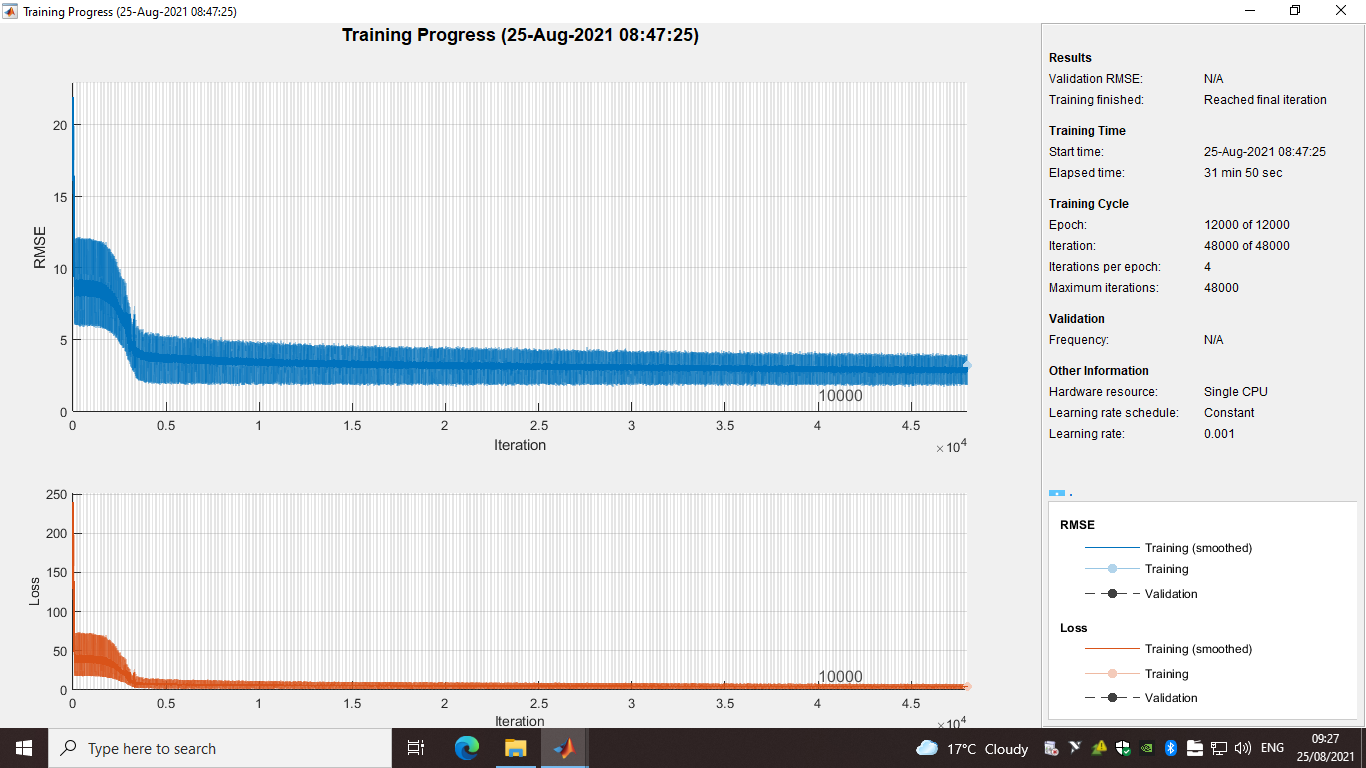 Training Progress (25-Aug-2021 08:47:25)
Training Progress (25-Aug-2021 08:47:25)
RMSE
20
15
10
5
0
0 0.5 1 1.5 2 2.5 3 3.5 4 4.5
10000
Iteration
×10^4
Loss
250
200
150
100
50
0
0 0.5 1 1.5 2 2.5 3 3.5 4 4.5
10000
Iteration
×10^4
Results
Validation RMSE: N/A
Training finished: Reached final iteration
Training Time
Start time: 25-Aug-2021 08:47:25
Elapsed time: 31 min 50 sec
Training Cycle
Epoch: 12000 of 12000
Iteration: 48000 of 48000
Iterations per epoch: 4
Maximum iterations: 48000
Validation
Frequency: N/A
Other Information
Hardware resource: Single CPU
Learning rate schedule: Constant
Learning rate: 0.001
RMSE
Training (smoothed)
Training
Validation
Loss
Training (smoothed)
Training
Validation
Type here to search
17°C Cloudy
ENG
09:27
25/08/2021